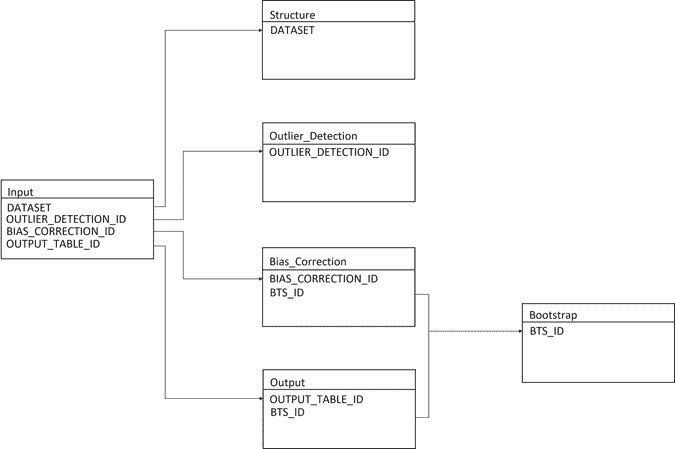 Structure
DATASET
Outlier_Detection
OUTLIER_DETECTION_ID
Input
DATASET
OUTLIER_DETECTION_ID
BIAS_CORRECTION_ID
OUTPUT_TABLE_ID
Bias_Correction
BIAS_CORRECTION_ID
BTS_ID
Bootstrap
BTS_ID
Output
OUTPUT_TABLE_ID
BTS_ID